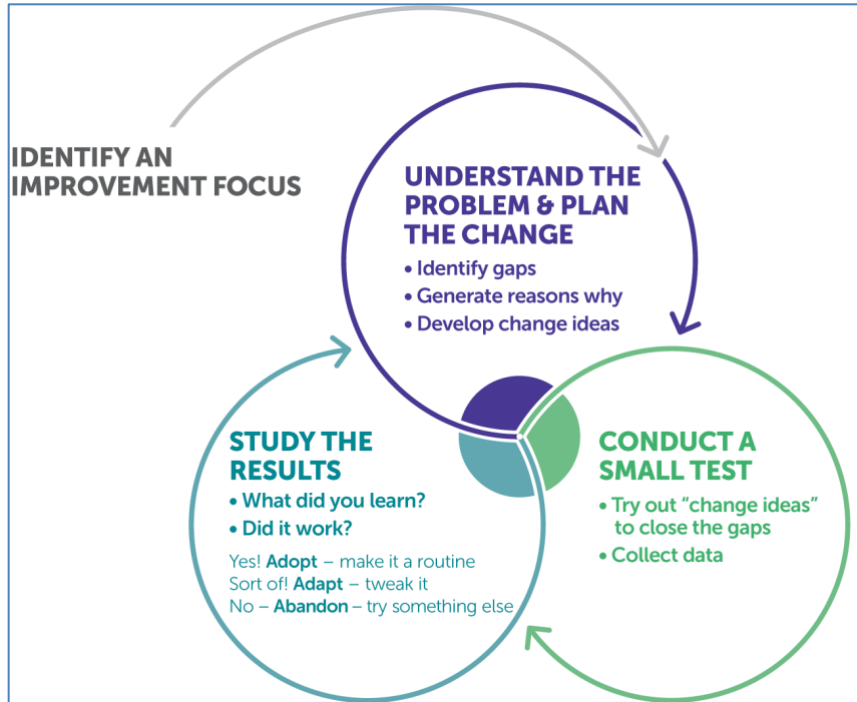 IDENTIFY AN
IMPROVEMENT FOCUS
UNDERSTAND THE
PROBLEM & PLAN
THE CHANGE
• Identify gaps
• Generate reasons why
• Develop change ideas
CONDUCT A
SMALL TEST
• Try out “change ideas”
to close the gaps
• Collect data
STUDY THE
RESULTS
• What did you learn?
• Did it work?
Yes! Adopt – make it a routine
Sort of! Adapt – tweak it
No – Abandon – try something else